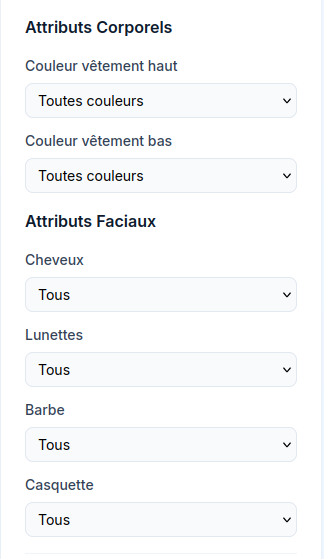 Attributs Corporels
Couleur vêtement haut
Toutes couleurs
Couleur vêtement bas
Toutes couleurs
Attributs Faciaux
Cheveux
Tous
Lunettes
Tous
Barbe
Tous
Casquette
Tous